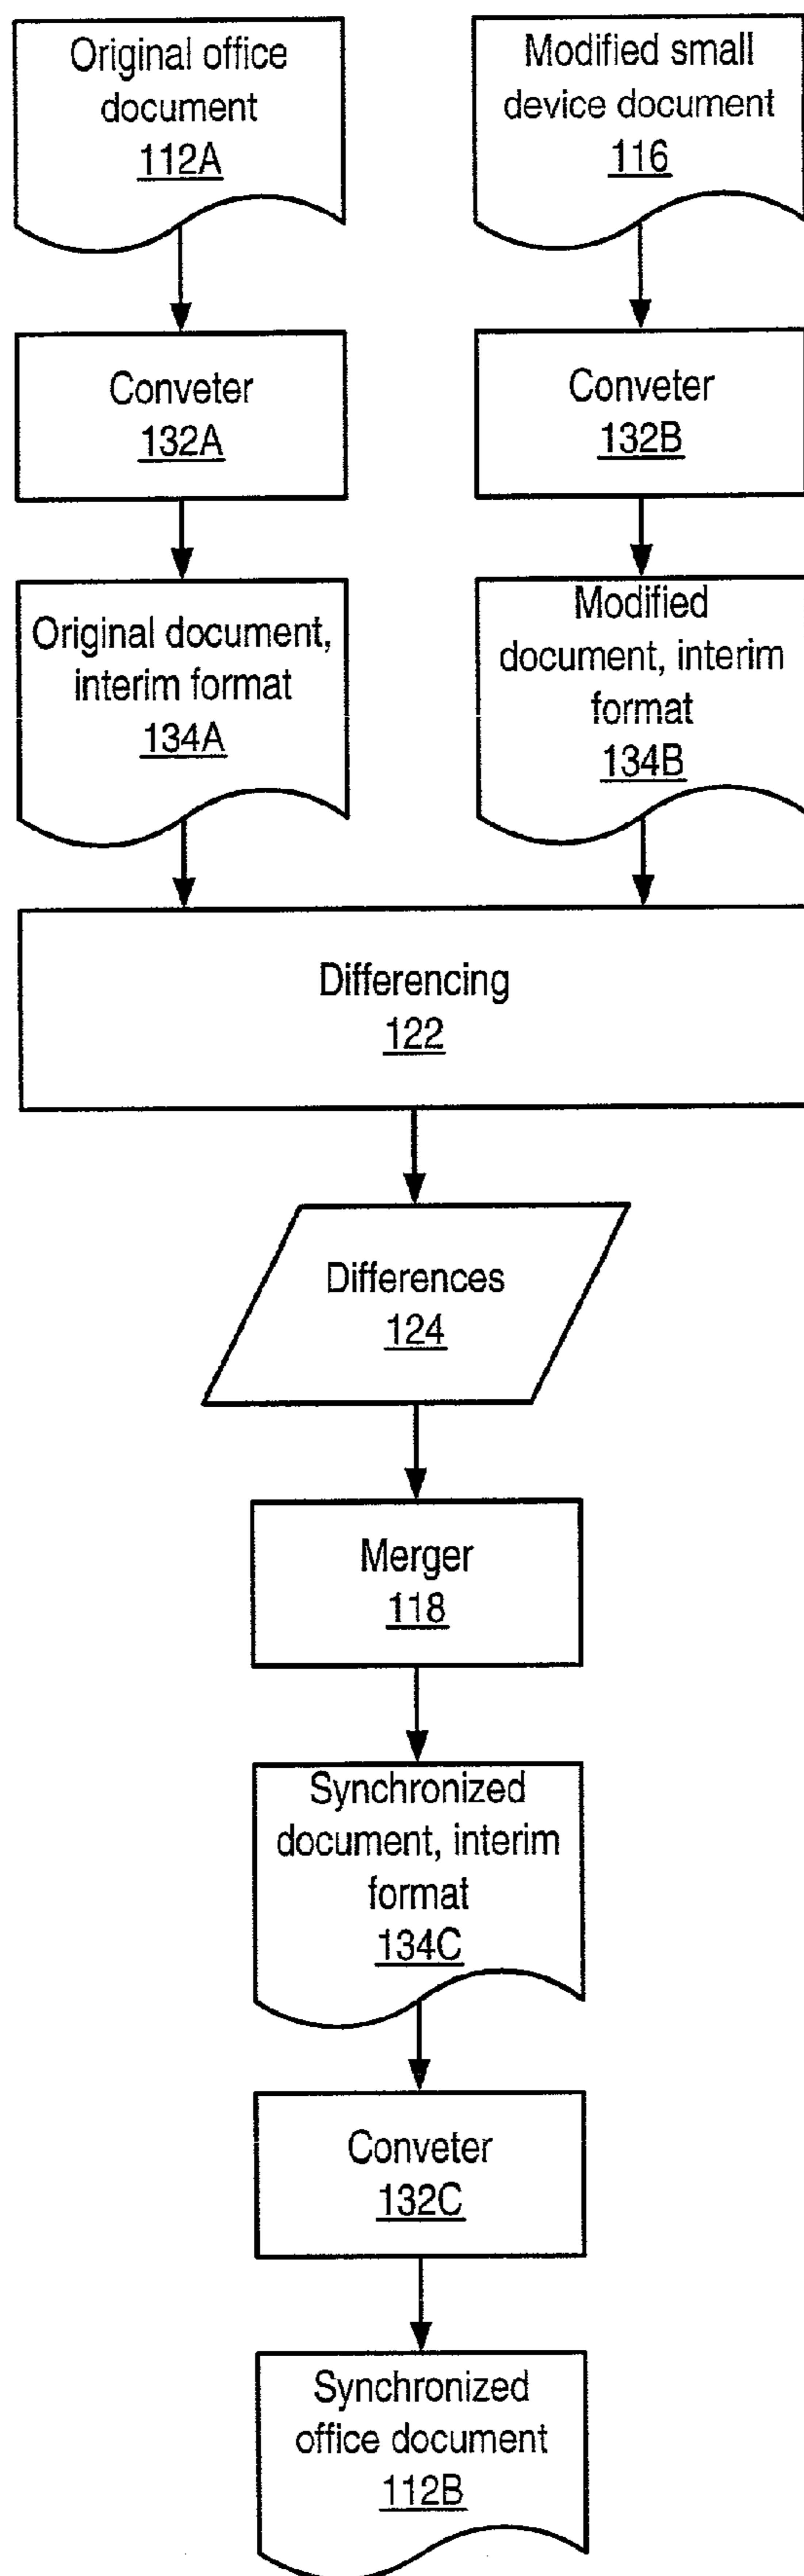 Original office
document
112A
Modified small
device document
116
Conveter
132A
Conveter
132B
Original document,
interim format
134A
Modified
document, interim
format
134B
Differencing
122
Differences
124
Merger
118
Synchronized
document, interim
format
134C
Conveter
132C
Synchronized
office document
112B